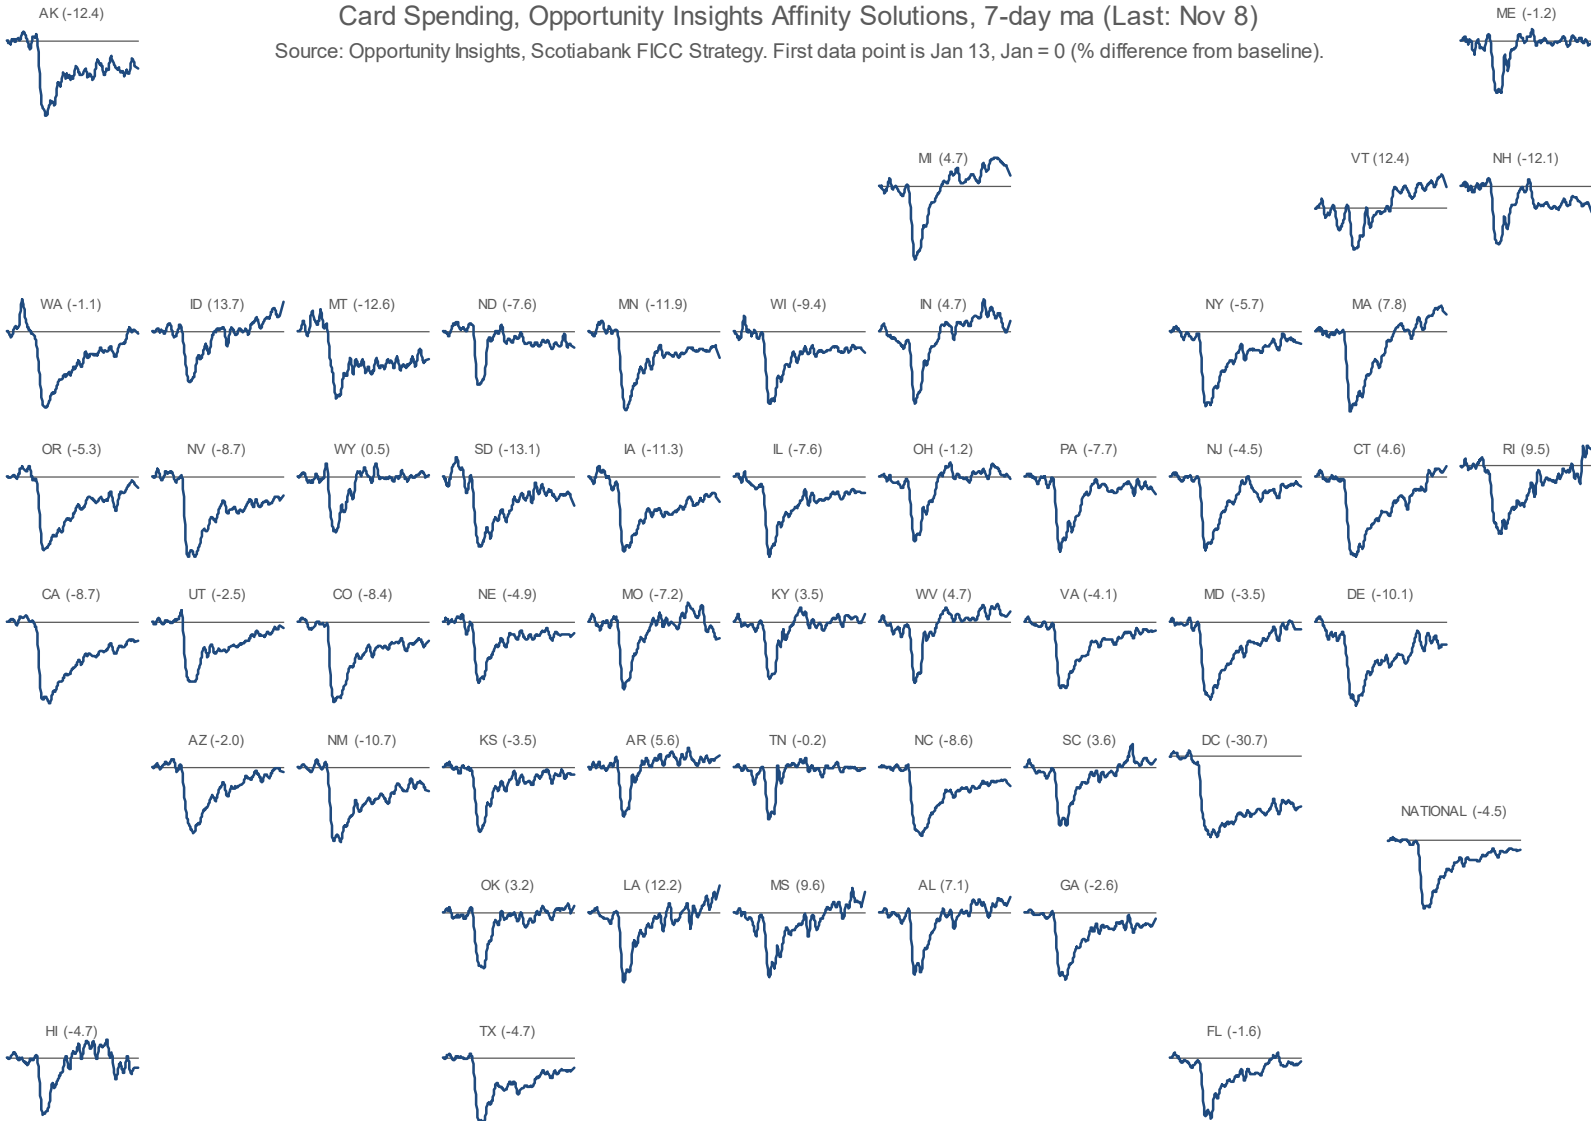 AK (-12.4)
Card Spending, Opportunity Insights Affinity Solutions, 7-day ma (Last: Nov 8)
ME (-1.2)
Source: Opportunity Insights, Scotiabank FICC Strategy. First data point is Jan 13, Jan = 0 (% difference from baseline).
MI (4.7)
VT (12.4)
NH (-12.1)
WA (-1.1)
ID (13.7)
MT (-12.6)
ND (-7.6)
MN (-11.9)
WI (-9.4)
IN (4.7)
NY (-5.7)
MA (7.8)
OR (-5.3)
NV (-8.7)
WY (0.5)
SD (-13.1)
IA (-11.3)
IL (-7.6)
OH (-1.2)
PA (-7.7)
NJ (-4.5)
CT (4.6)
RI (9.5)
CA (-8.7)
UT (-2.5)
CO (-8.4)
NE (-4.9)
MO (-7.2)
KY (3.5)
WV (4.7)
VA (-4.1)
MD (-3.5)
DE (-10.1)
AZ (-2.0)
NM (-10.7)
KS (-3.5)
AR (5.6)
TN (-0.2)
NC (-8.6)
SC (3.6)
DC (-30.7)
NATIONAL (-4.5)
OK (3.2)
LA (12.2)
MS (9.6)
AL (7.1)
GA (-2.6)
HI (-4.7)
TX (-4.7)
FL (-1.6)